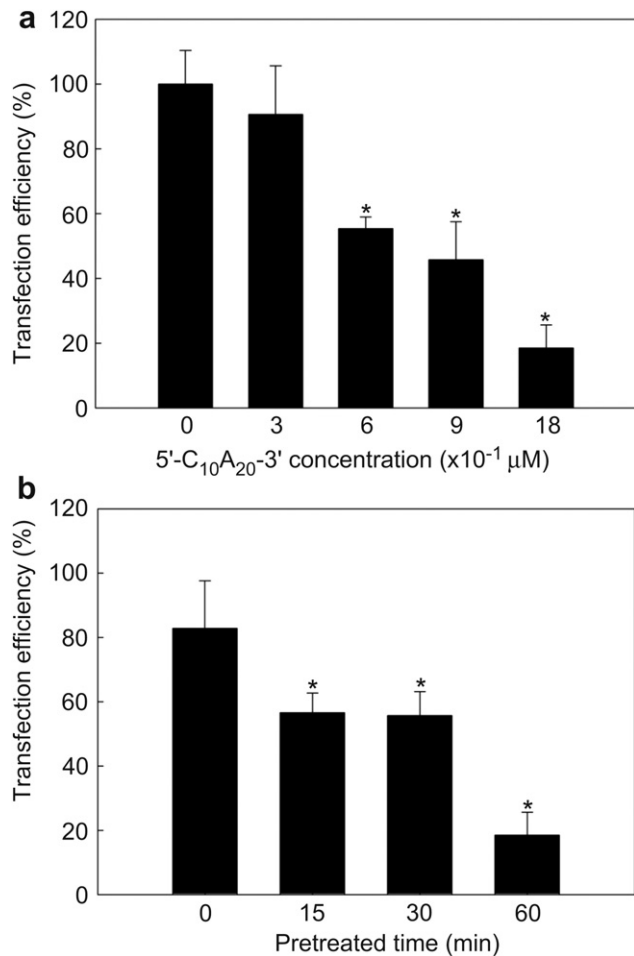 a
120
100
80
60
40
20
0
Transfection efficiency (%)
*
*
*
0 3 6 9 18
5'-C₁₀A₂₀-3' concentration (x10⁻¹ μM)
b
120
100
80
60
40
20
0
Transfection efficiency (%)
*
*
*
0 15 30 60
Pretreated time (min)